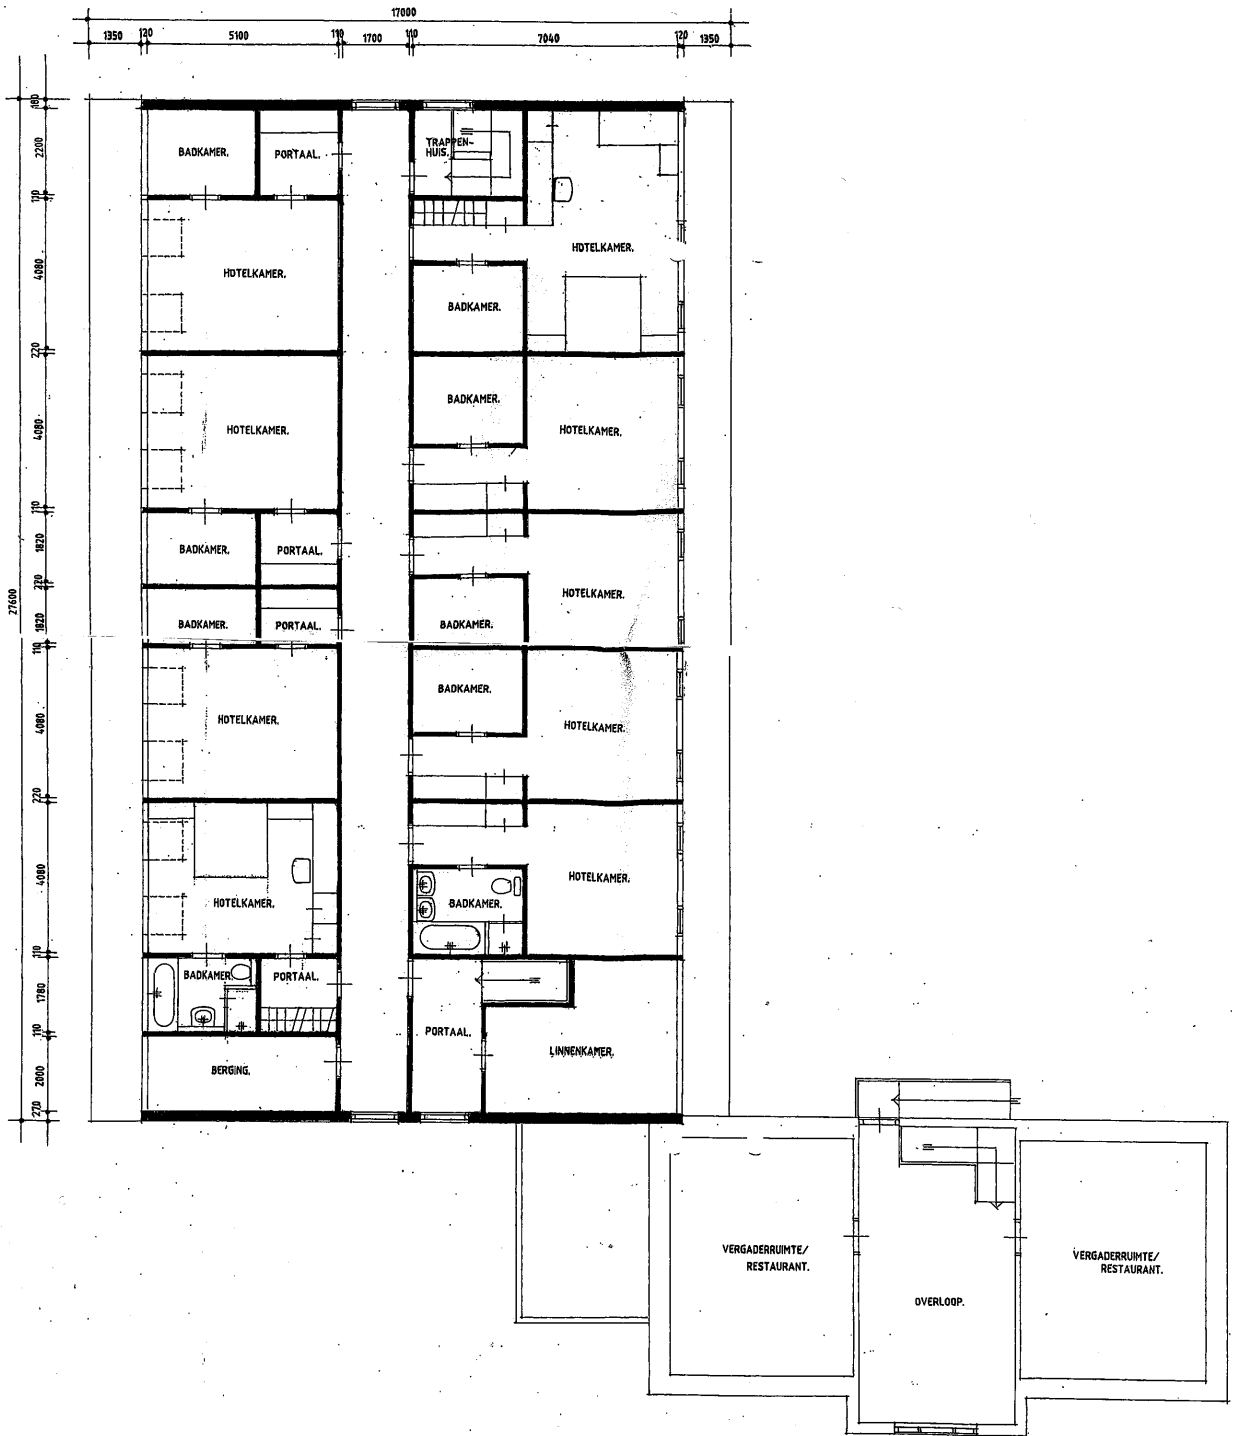 17000
1350 120 5100 110 1700 110 7040 120 1350
180
2200
110
4080
220
4080
110
1820
220
1820
110
4080
220
4080
110
1780
110
2000
270
27600
BADKAMER.
PORTAAL.
TRAPPEN-
HUIS.
HOTELKAMER.
HOTELKAMER.
BADKAMER.
BADKAMER.
HOTELKAMER.
HOTELKAMER.
BADKAMER.
PORTAAL.
HOTELKAMER.
BADKAMER.
PORTAAL.
BADKAMER.
BADKAMER.
HOTELKAMER.
HOTELKAMER.
HOTELKAMER.
BADKAMER.
HOTELKAMER.
BADKAMER.
PORTAAL.
PORTAAL.
LINNENKAMER.
BERGING.
VERGADERRUIMTE/
RESTAURANT.
OVERLOOP.
VERGADERRUIMTE/
RESTAURANT.